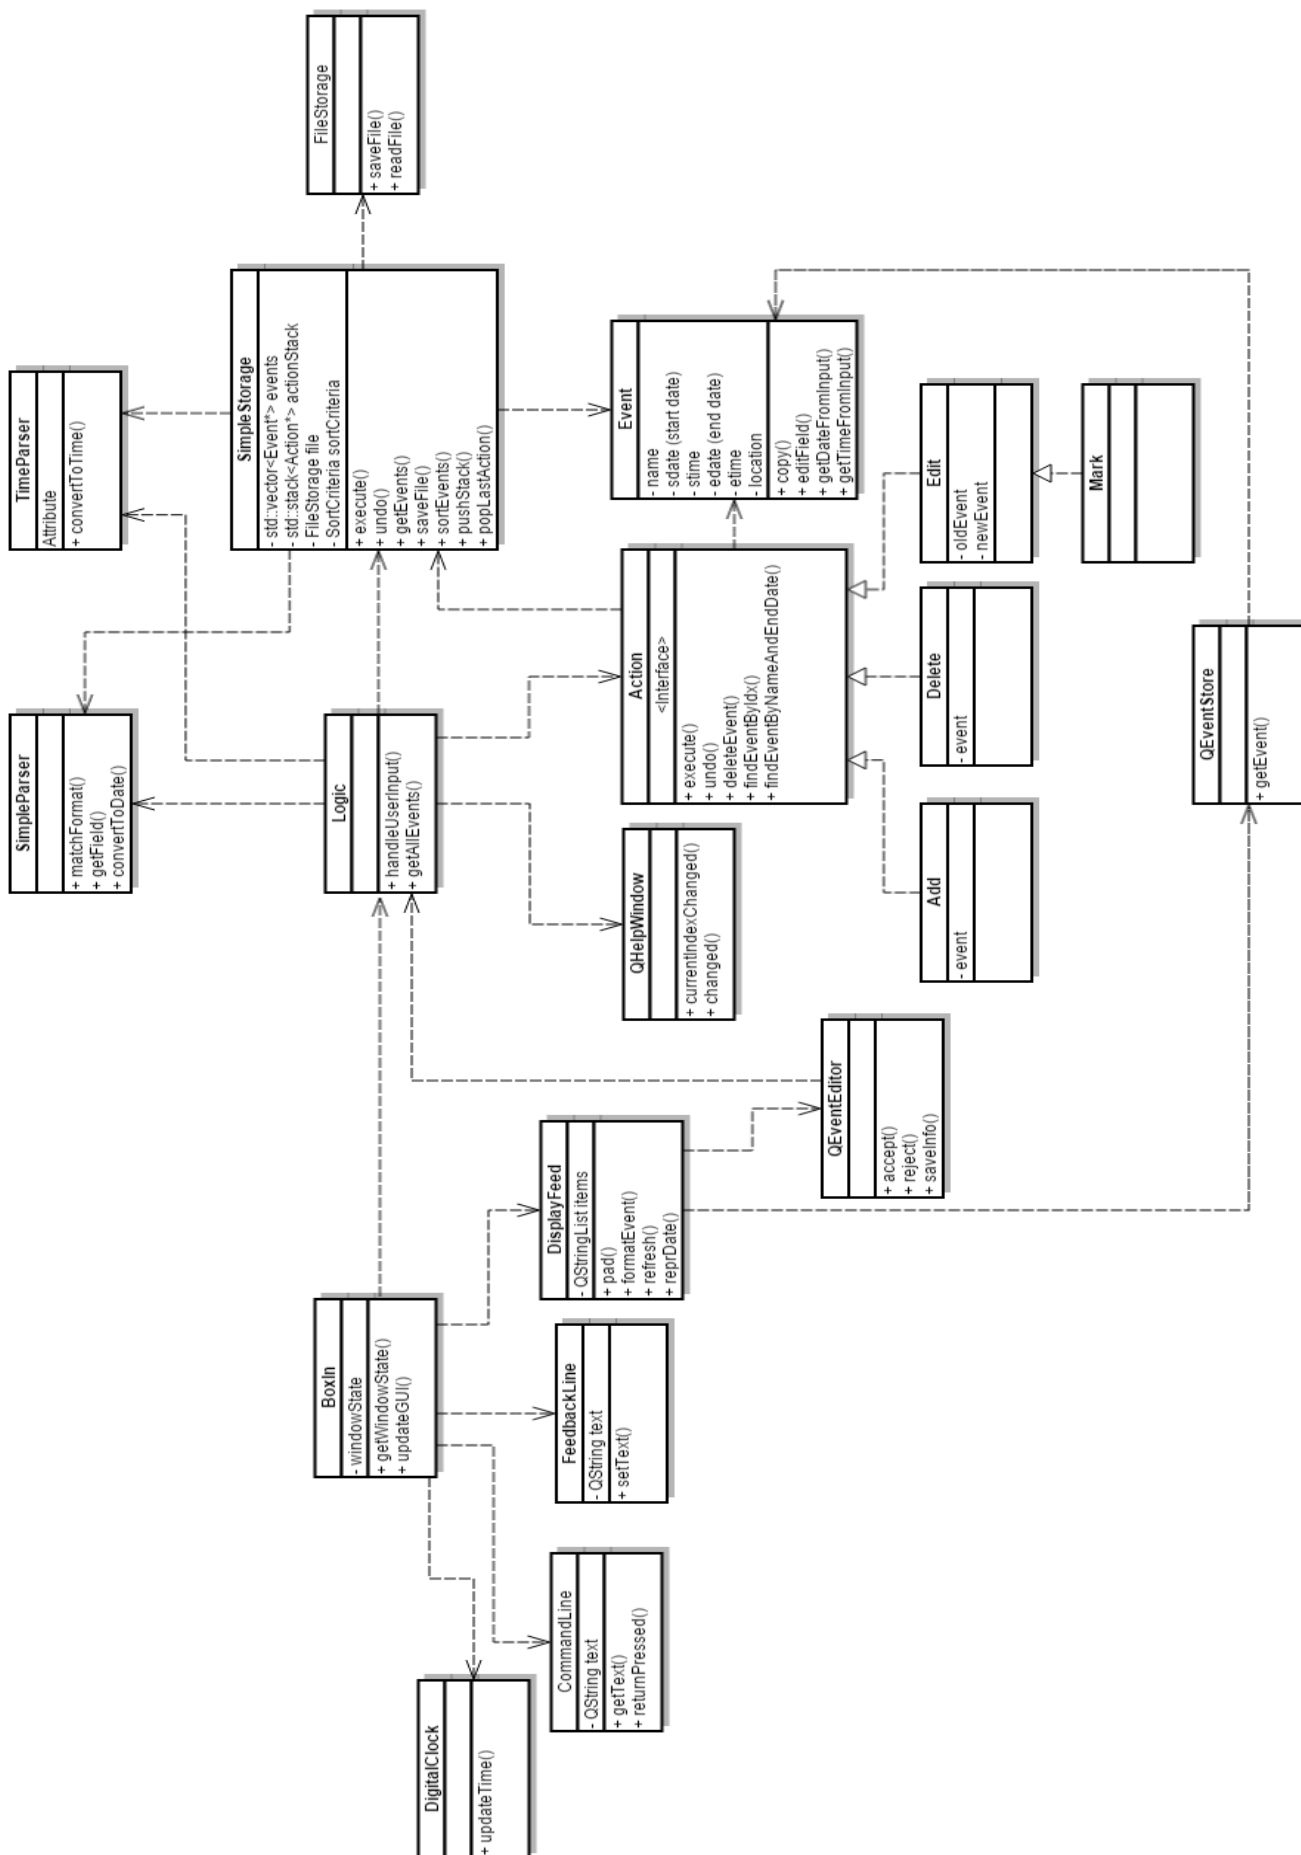 FileStorage
+ saveFile()
+ readFile()
TimeParser
Attribute
+ convertToTime()
SimpleStorage
- std::vector<Event*> events
- std::stack<Action*> actionStack
- FileStorage file
- SortCriteria sortCriteria
+ execute()
+ undo()
+ getEvents()
+ saveFile()
+ sortEvents()
+ pushStack()
+ popLastAction()
Event
- name
- sdate (start date)
- stime
- edate (end date)
- etime
- location
+ copy()
+ editField()
+ getDateFromInput()
+ getTimeFromInput()
SimpleParser
+ matchFormat()
+ getField()
+ convertToDate()
Logic
+ handleUserInput()
+ getAllEvents()
Action
<Interface>
+ execute()
+ undo()
+ deleteEvent()
+ findEventByIdx()
+ findEventByNameAndEndDate()
Edit
- oldEvent
- newEvent
Mark
Delete
- event
Add
- event
QEventStore
+ getEvent()
QHelpWindow
+ currentIndexChanged()
+ changed()
QEventEditor
+ accept()
+ reject()
+ saveInfo()
DisplayFeed
- QStringList items
+ pad()
+ formatEvent()
+ refresh()
+ reprDate()
BoxIn
- windowState
+ getWindowState()
+ updateGUI()
FeedbackLine
- QString text
+ setText()
CommandLine
- QString text
+ getText()
+ returnPressed()
DigitalClock
+ updateTime()